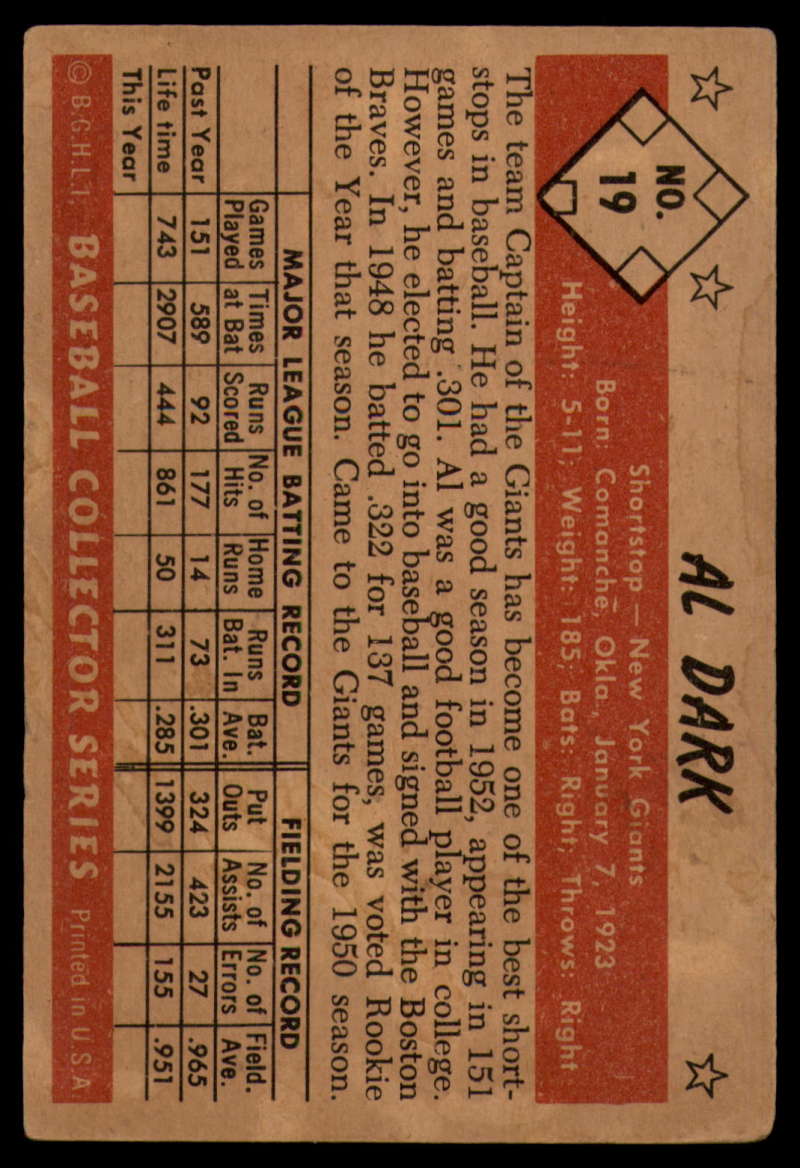 AL DARK
NO.
19
Shortstop — New York Giants
Born: Comanche, Okla., January 7, 1923
Height: 5-11; Weight: 185; Bats: Right; Throws: Right
The team Captain of the Giants has become one of the best short-
stops in baseball. He had a good season in 1952, appearing in 151
games and batting .301. Al was a good football player in college.
However, he elected to go into baseball and signed with the Boston
Braves. In 1948 he batted .322 for 137 games, was voted Rookie
of the Year that season. Came to the Giants for the 1950 season.
MAJOR LEAGUE BATTING RECORD FIELDING RECORD
Games Times Runs No. of Home Runs Bat. Put No. of No. of Field.
Played at Bat Scored Hits Runs Bat. In Ave. Outs Assists Errors Ave.
Past Year 151 589 92 177 14 73 .301 324 423 27 .965
Life time 743 2907 444 861 50 311 .285 1399 2155 155 .951
This Year
© B.G.H.L.I. BASEBALL COLLECTOR SERIES Printed in U.S.A.